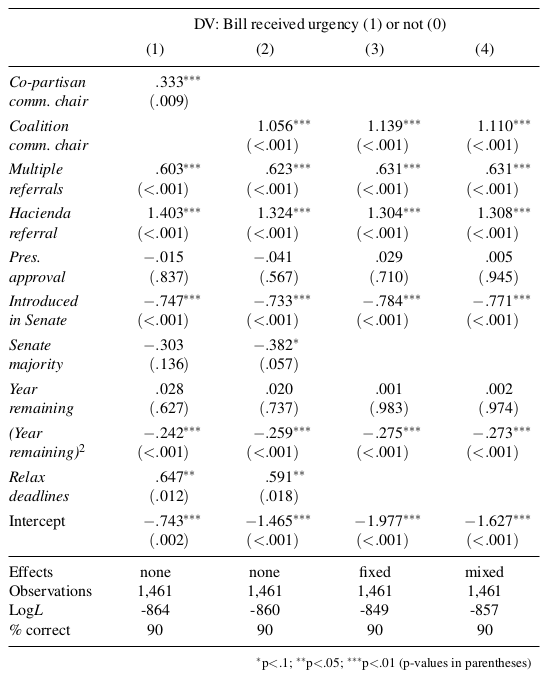 DV: Bill received urgency (1) or not (0)
(1) (2) (3) (4)
Co-partisan .333***
comm. chair (.009)
Coalition 1.056*** 1.139*** 1.110***
comm. chair (<.001) (<.001) (<.001)
Multiple .603*** .623*** .631*** .631***
referrals (<.001) (<.001) (<.001) (<.001)
Hacienda 1.403*** 1.324*** 1.304*** 1.308***
referral (<.001) (<.001) (<.001) (<.001)
Pres. −.015 −.041 .029 .005
approval (.837) (.567) (.710) (.945)
Introduced −.747*** −.733*** −.784*** −.771***
in Senate (<.001) (<.001) (<.001) (<.001)
Senate −.303 −.382*
majority (.136) (.057)
Year .028 .020 .001 .002
remaining (.627) (.737) (.983) (.974)
(Year −.242*** −.259*** −.275*** −.273***
remaining)² (<.001) (<.001) (<.001) (<.001)
Relax .647** .591**
deadlines (.012) (.018)
Intercept −.743*** −1.465*** −1.977*** −1.627***
(.002) (<.001) (<.001) (<.001)
Effects none none fixed mixed
Observations 1,461 1,461 1,461 1,461
LogL -864 -860 -849 -857
% correct 90 90 90 90
*p<.1; **p<.05; ***p<.01 (p-values in parentheses)